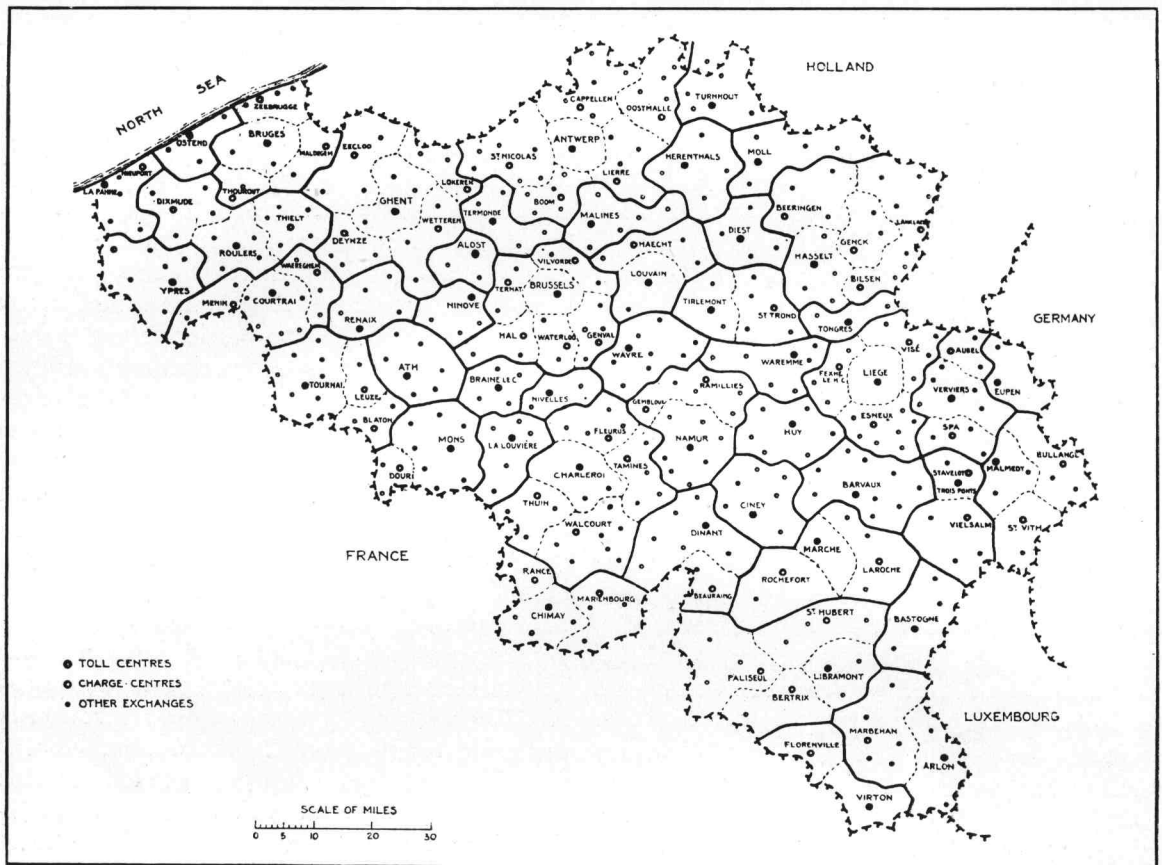 HOLLAND
NORTH SEA
ZEEBRUGGE
CAPPELLEN
OOSTMALLE
TURNHOUT
OSTEND
BRUGES
MALDEGEM
EECLOO
ANTWERP
ST NICOLAS
HERENTHALS
MOLL
NIEUPORT
LA PANNE
LIERRE
THOUROUT
LOKEREN
BOOM
DIXMUDE
GHENT
BEERINGEN
THIELT
WETTEREN
TERMONDE
MALINES
LANKLAER
DEYNZE
DIEST
ROULERS
ALOST
HAECHT
GENCK
VILVORDE
HASSELT
WAEREGHEM
LOUVAIN
BILSEN
YPRES
TERNAT
BRUSSELS
MENIN
COURTRAI
NINOVE
TIRLEMONT
ST TROND
RENAIX
TONGRES
GERMANY
HAL
WATERLOO
GENVAL
WAVRE
VISÉ
AUBEL
WAREMME
FEXHE
LE H.C.
LIEGE
ATH
BRAINE LE C.
RAMILLIES
TOURNAI
LEUZE
NIVELLES
VERVIERS
EUPEN
GEMBLOUX
BLATON
ESNEUX
MONS
LA LOUVIÈRE
FLEURUS
HUY
SPA
NAMUR
BULLANGE
DOUR
CHARLEROI
TAMINES
STAVELOT
MALMEDY
TROIS PONTS
BARVAUX
THUIN
CINEY
WALCOURT
VIELSALM
ST VITH
DINANT
MARCHE
FRANCE
LAROCHE
RANCE
ROCHEFORT
MARIEMBOURG
BEAURAING
CHIMAY
ST HUBERT
BASTOGNE
TOLL CENTRES
CHARGE-CENTRES
OTHER EXCHANGES
PALISEUL
LIBRAMONT
BERTRIX
LUXEMBOURG
MARBEHAN
FLORENVILLE
ARLON
VIRTON
SCALE OF MILES
0 5 10 20 30